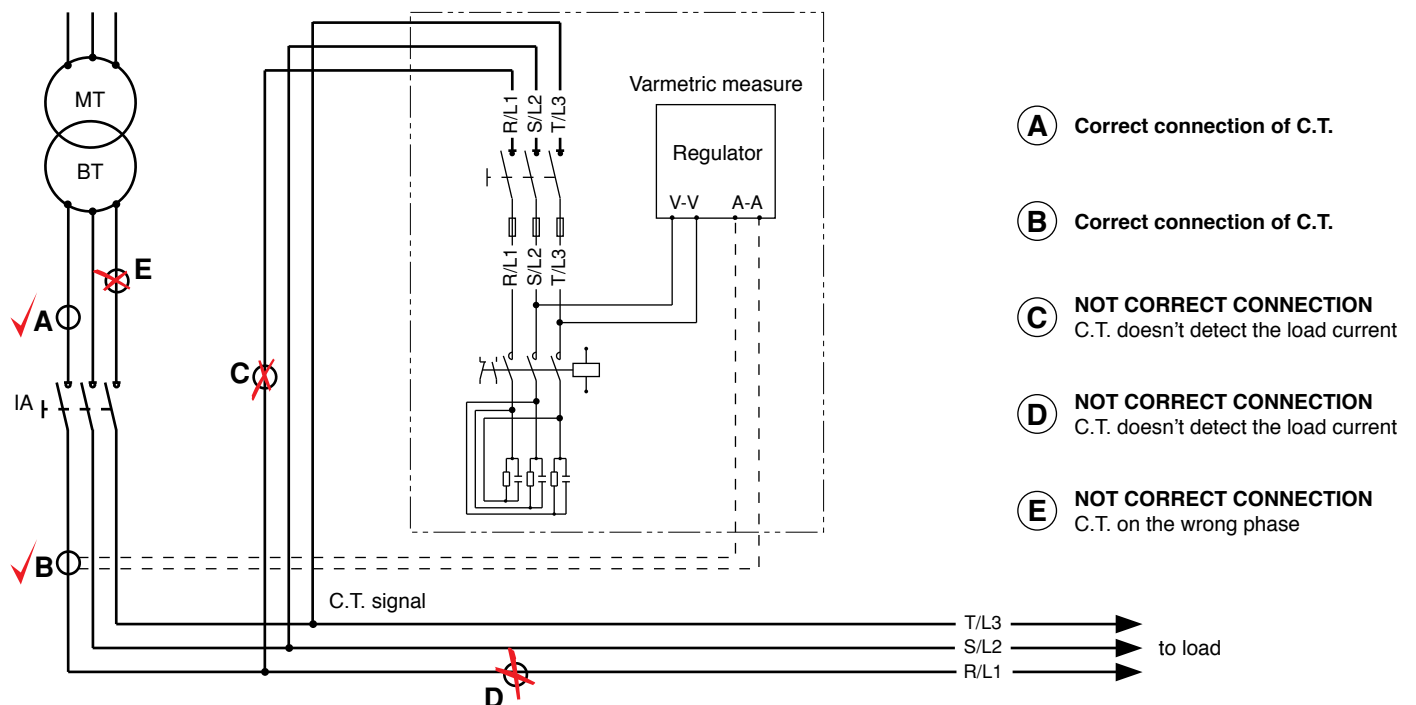 MT
BT
E
A
IA
B
C
D
C.T. signal
R/L1
S/L2
T/L3
R/L1
S/L2
T/L3
Varmetric measure
Regulator
V-V A-A
T/L3
S/L2
R/L1
to load
A Correct connection of C.T.
B Correct connection of C.T.
C NOT CORRECT CONNECTION
C.T. doesn't detect the load current
D NOT CORRECT CONNECTION
C.T. doesn't detect the load current
E NOT CORRECT CONNECTION
C.T. on the wrong phase